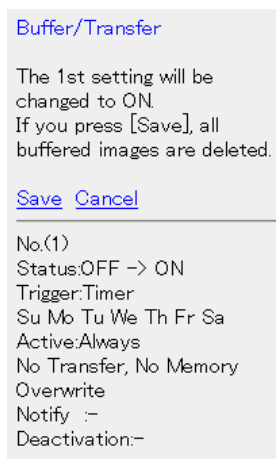 Buffer/Transfer
The 1st setting will be
changed to ON.
If you press [Save], all
buffered images are deleted.
Save Cancel
No.(1)
Status:OFF -> ON
Trigger:Timer
Su Mo Tu We Th Fr Sa
Active:Always
No Transfer, No Memory
Overwrite
Notify :-
Deactivation:-